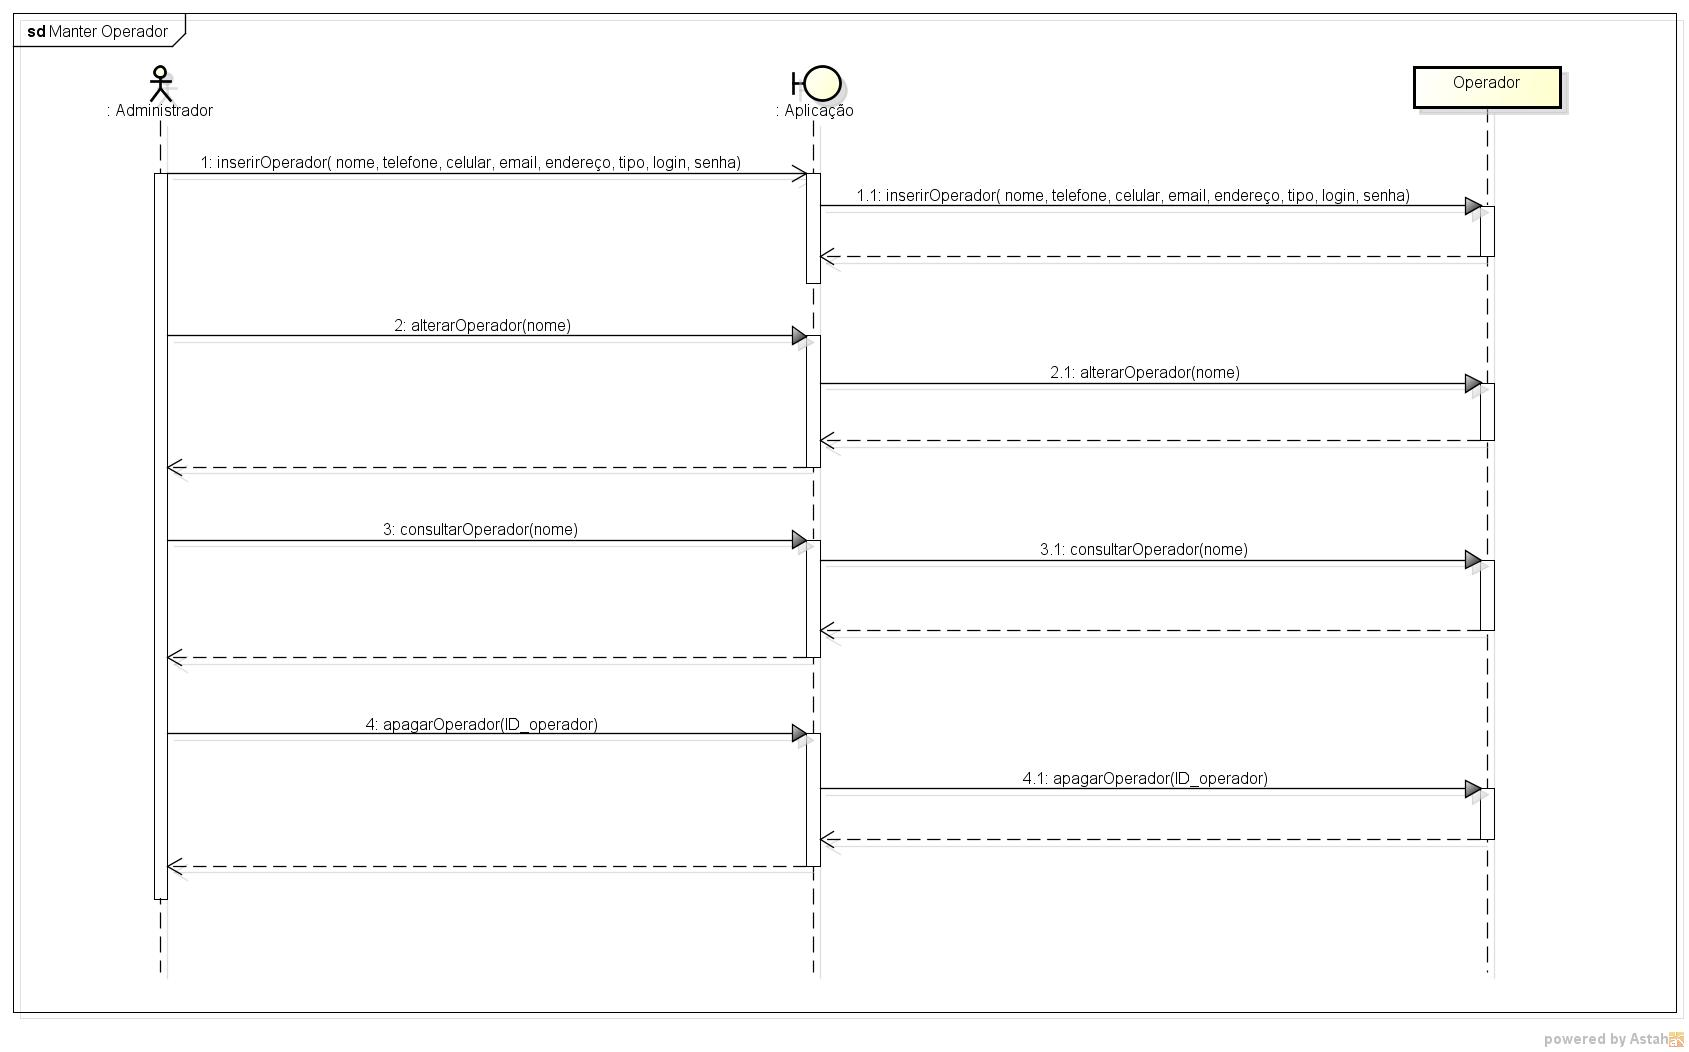 sd Manter Operador
: Administrador
: Aplicação
Operador
1: inserirOperador( nome, telefone, celular, email, endereço, tipo, login, senha)
1.1: inserirOperador( nome, telefone, celular, email, endereço, tipo, login, senha)
2: alterarOperador(nome)
2.1: alterarOperador(nome)
3: consultarOperador(nome)
3.1: consultarOperador(nome)
4: apagarOperador(ID_operador)
4.1: apagarOperador(ID_operador)
powered by Astah